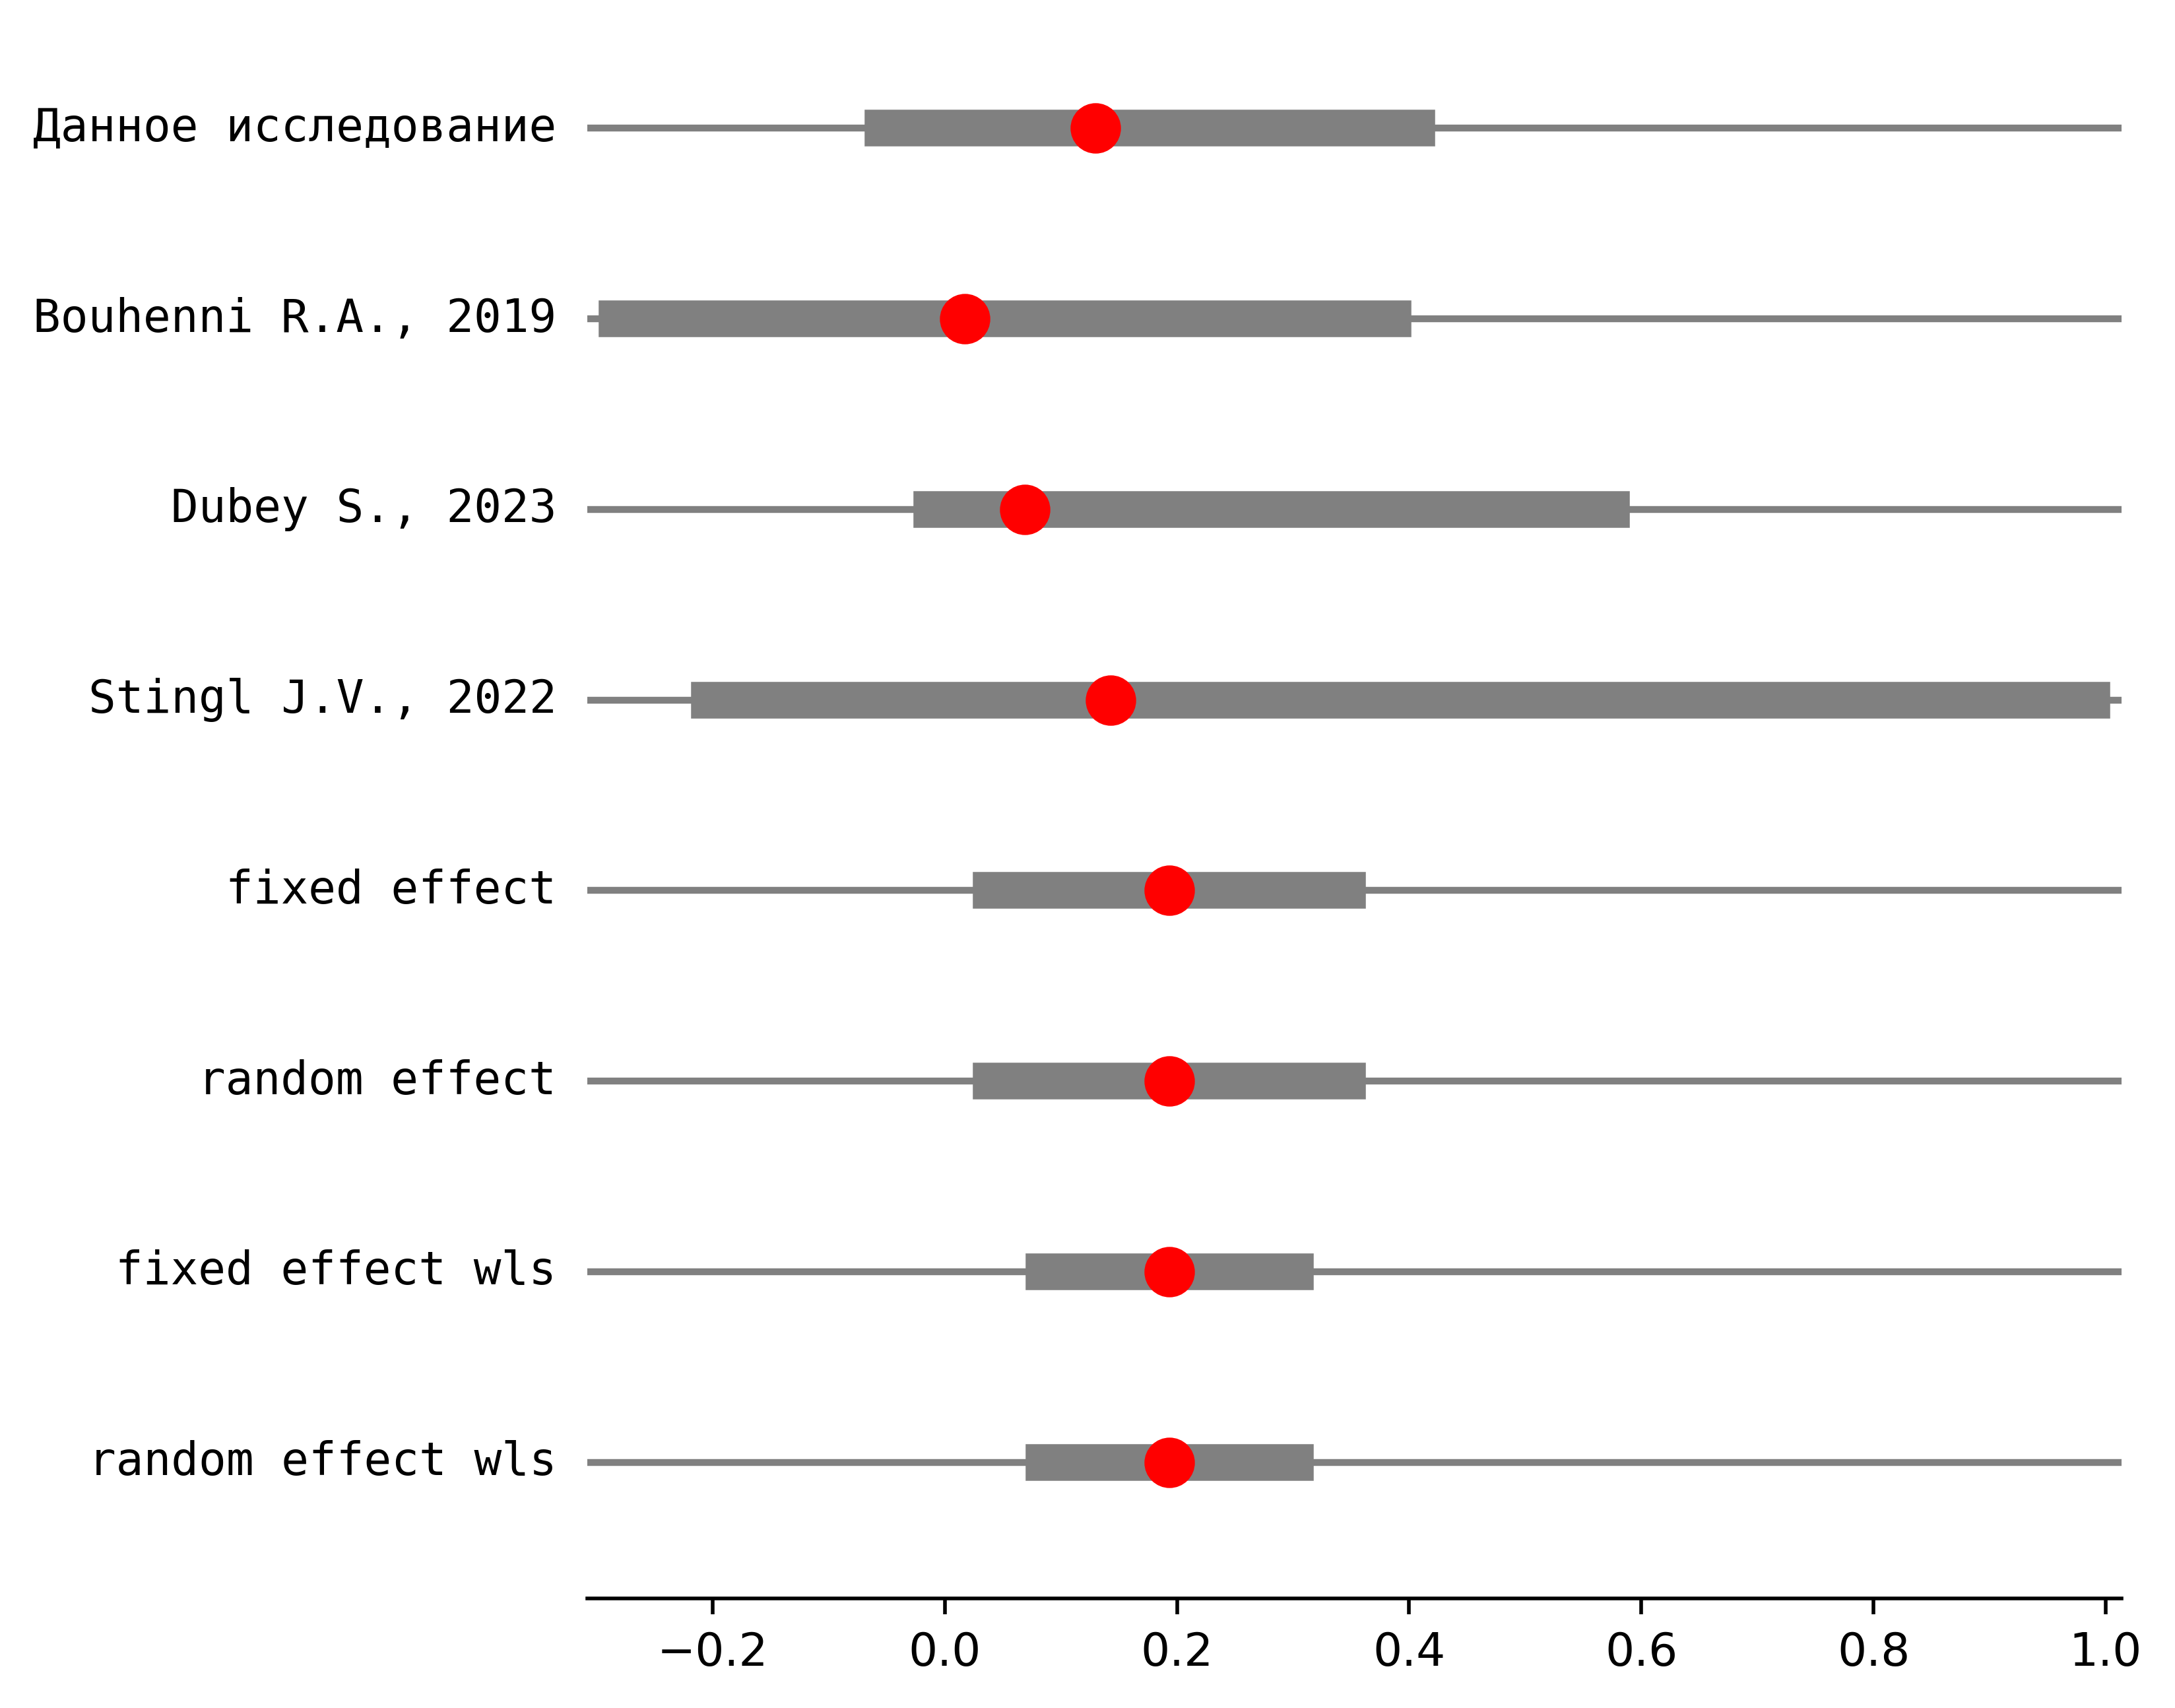 Данное исследование
Bouhenni R.A., 2019
Dubey S., 2023
Stingl J.V., 2022
fixed effect
random effect
fixed effect wls
random effect wls
−0.2 0.0 0.2 0.4 0.6 0.8 1.0